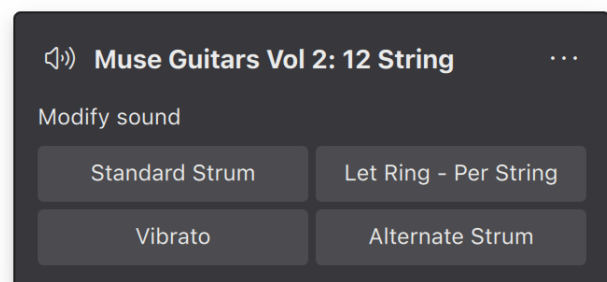 Muse Guitars Vol 2: 12 String
Modify sound
Standard Strum
Let Ring - Per String
Vibrato
Alternate Strum